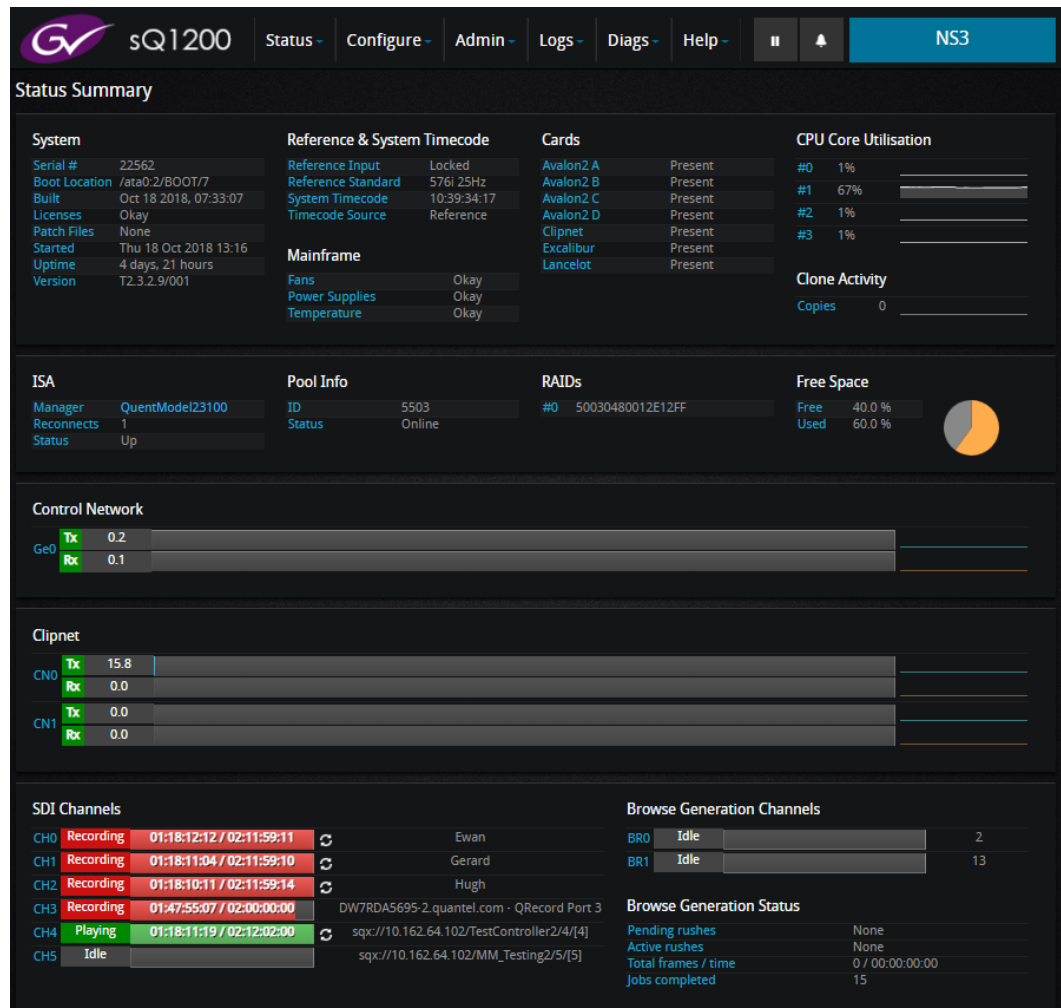 GV sQ1200 Status Configure Admin Logs Diags Help NS3
Status Summary
System
Serial # 22562
Boot Location /ata0:2/BOOT/7
Built Oct 18 2018, 07:33:07
Licenses Okay
Patch Files None
Started Thu 18 Oct 2018 13:16
Uptime 4 days, 21 hours
Version T2.3.2.9/001
Reference & System Timecode
Reference Input Locked
Reference Standard 576i 25Hz
System Timecode 10:39:34:17
Timecode Source Reference
Mainframe
Fans Okay
Power Supplies Okay
Temperature Okay
Cards
Avalon2 A Present
Avalon2 B Present
Avalon2 C Present
Avalon2 D Present
Clipnet Present
Excalibur Present
Lancelot Present
CPU Core Utilisation
#0 1%
#1 67%
#2 1%
#3 1%
Clone Activity
Copies 0
ISA
Manager QuentModel23100
Reconnects 1
Status Up
Pool Info
ID 5503
Status Online
RAIDs
#0 50030480012E12FF
Free Space
Free 40.0 %
Used 60.0 %
Control Network
Ge0
Tx 0.2
Rx 0.1
Clipnet
CN0
Tx 15.8
Rx 0.0
CN1
Tx 0.0
Rx 0.0
SDI Channels
CH0 Recording 01:18:12:12 / 02:11:59:11 Ewan
CH1 Recording 01:18:11:04 / 02:11:59:10 Gerard
CH2 Recording 01:18:10:11 / 02:11:59:14 Hugh
CH3 Recording 01:47:55:07 / 02:00:00:00 DW7RDA5695-2.quantel.com - QRecord Port 3
CH4 Playing 01:18:11:19 / 02:12:02:00 sqx://10.162.64.102/TestController2/4/[4]
CH5 Idle sqx://10.162.64.102/MM_Testing2/5/[5]
Browse Generation Channels
BR0 Idle 2
BR1 Idle 13
Browse Generation Status
Pending rushes None
Active rushes None
Total frames / time 0 / 00:00:00:00
Jobs completed 15